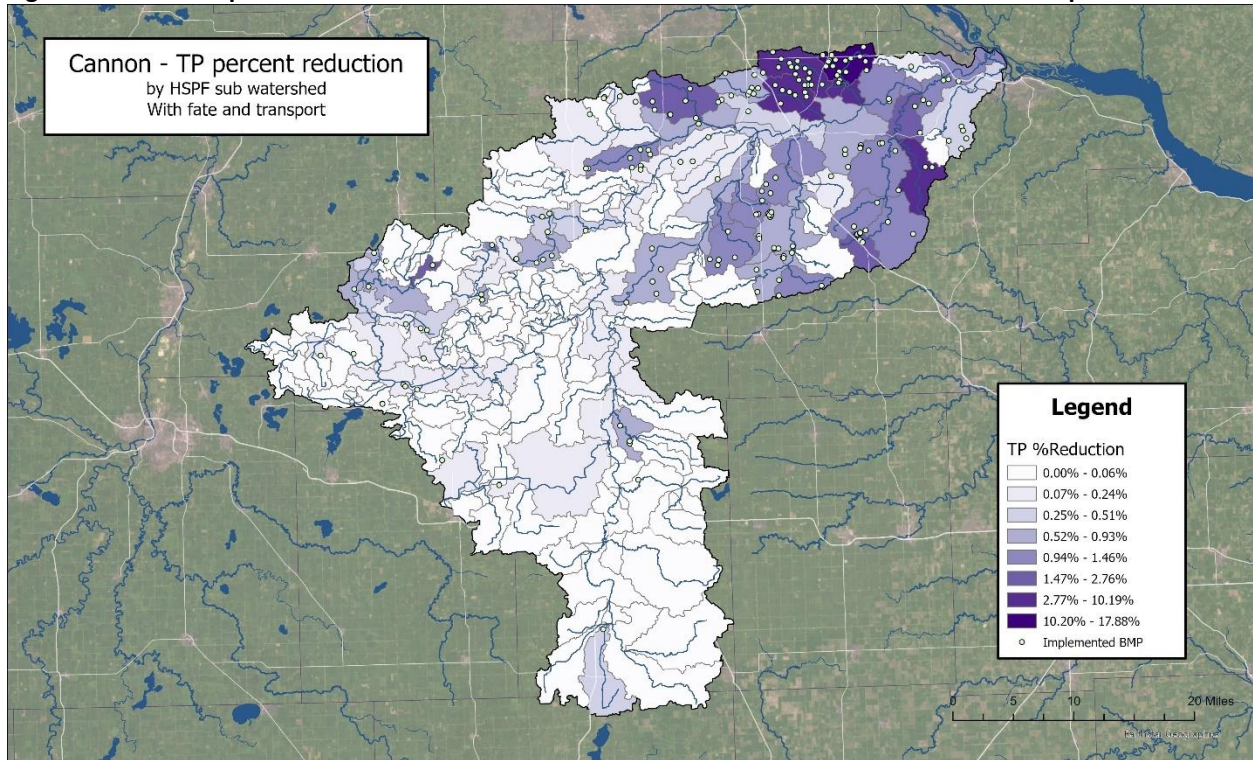 Cannon - TP percent reduction
by HSPF sub watershed
With fate and transport
Legend
TP %Reduction
0.00% - 0.06%
0.07% - 0.24%
0.25% - 0.51%
0.52% - 0.93%
0.94% - 1.46%
1.47% - 2.76%
2.77% - 10.19%
10.20% - 17.88%
Implemented BMP
0 5 10 20 Miles